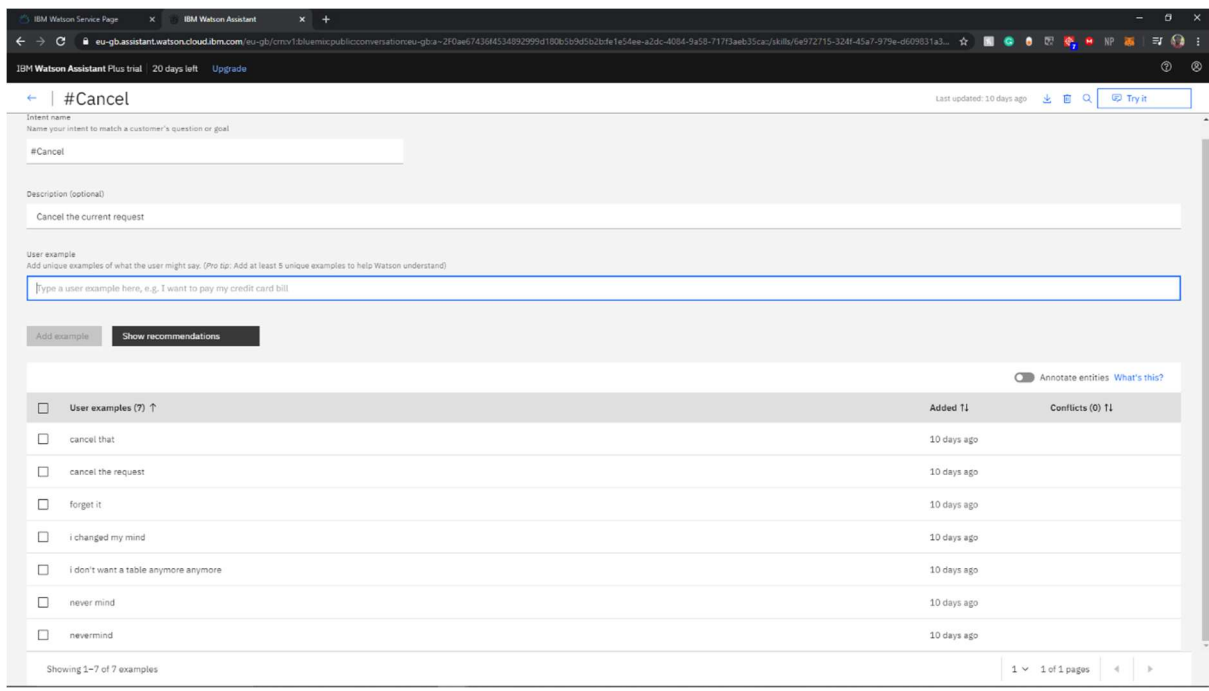 IBM Watson Service Page
IBM Watson Assistant
IBM Watson Assistant Plus trial | 20 days left Upgrade
#Cancel
Last updated: 10 days ago
Try it
Intent name
Name your intent to match a customer's question or goal
#Cancel
Description (optional)
Cancel the current request
User example
Add unique examples of what the user might say. (Pro tip: Add at least 5 unique examples to help Watson understand)
Type a user example here, e.g. I want to pay my credit card bill
Add example
Show recommendations
Annotate entities What's this?
User examples (7) Added Conflicts (0)
cancel that 10 days ago
cancel the request 10 days ago
forget it 10 days ago
i changed my mind 10 days ago
i don't want a table anymore anymore 10 days ago
never mind 10 days ago
nevermind 10 days ago
Showing 1–7 of 7 examples 1 1 of 1 pages